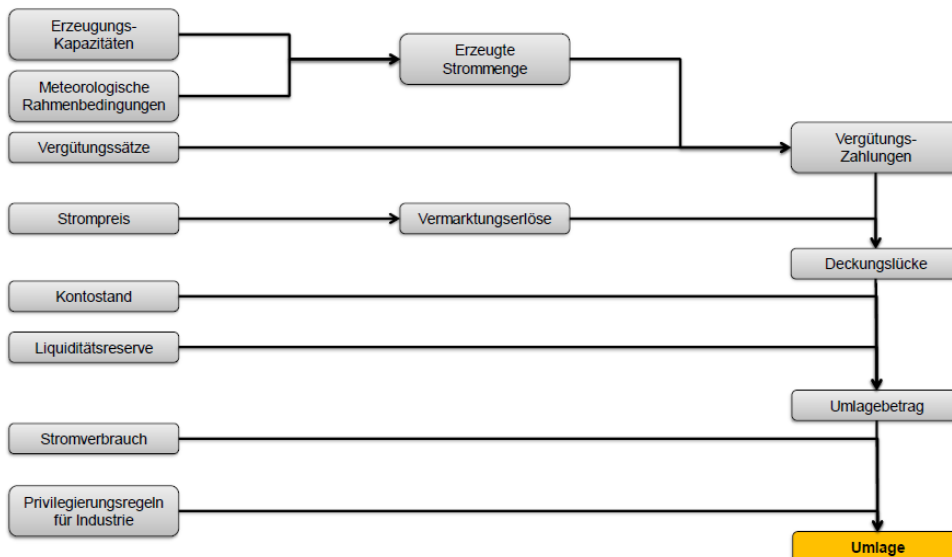 Erzeugungs-
Kapazitäten
Erzeugte
Strommenge
Meteorologische
Rahmenbedingungen
Vergütungssätze
Vergütungs-
Zahlungen
Strompreis
Vermarktungserlöse
Deckungslücke
Kontostand
Liquiditätsreserve
Umlagebetrag
Stromverbrauch
Privilegierungsregeln
für Industrie
Umlage